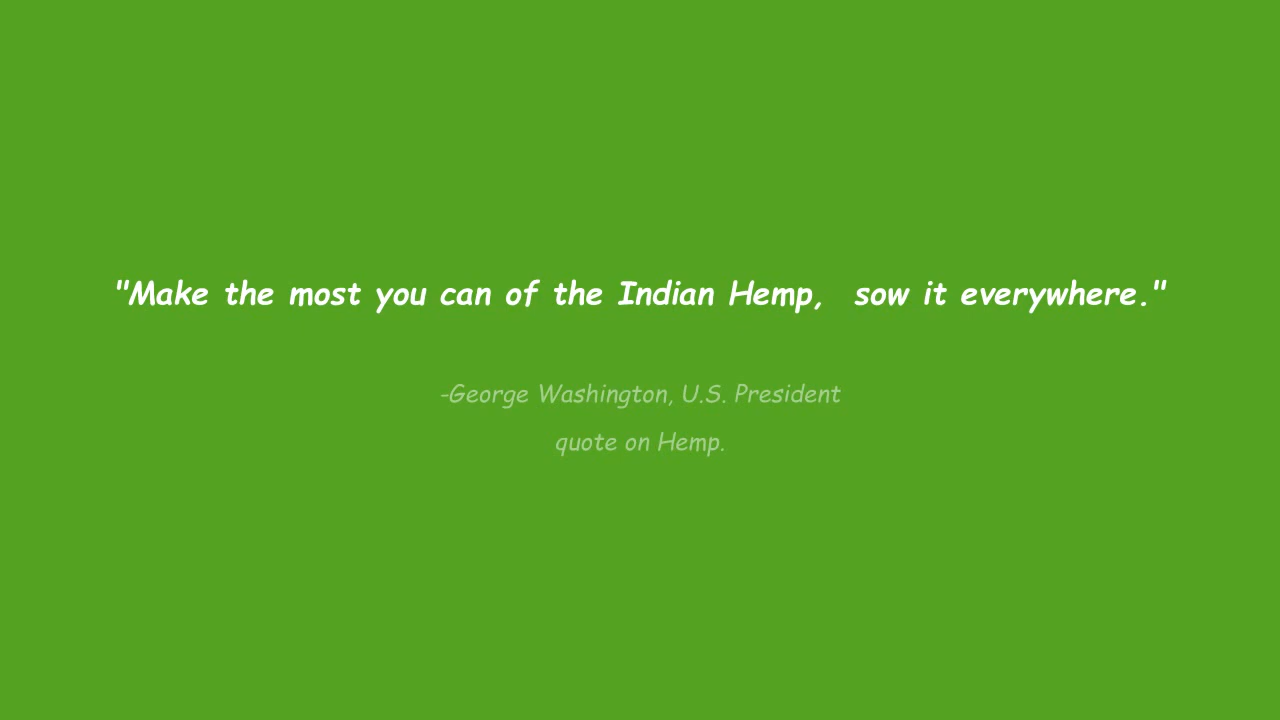 "Make the most you can of the Indian Hemp,  sow it everywhere."
-George Washington, U.S. President
quote on Hemp.